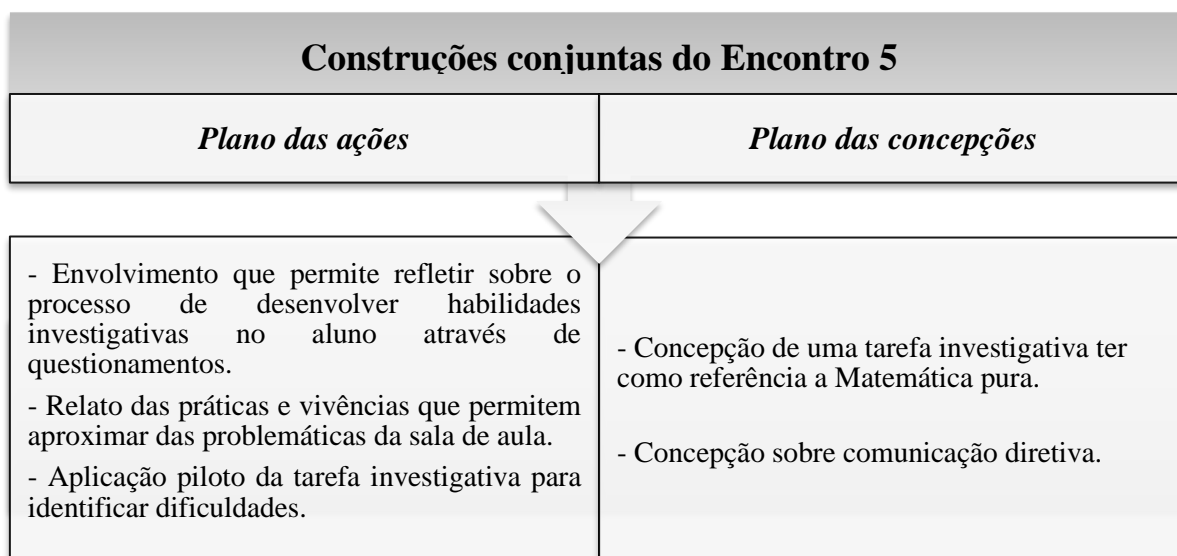 Construções conjuntas do Encontro 5
Plano das ações
Plano das concepções
- Envolvimento que permite refletir sobre o
processo de desenvolver habilidades
investigativas no aluno através de
questionamentos.
- Relato das práticas e vivências que permitem
aproximar das problemáticas da sala de aula.
- Aplicação piloto da tarefa investigativa para
identificar dificuldades.
- Concepção de uma tarefa investigativa ter
como referência a Matemática pura.
- Concepção sobre comunicação diretiva.